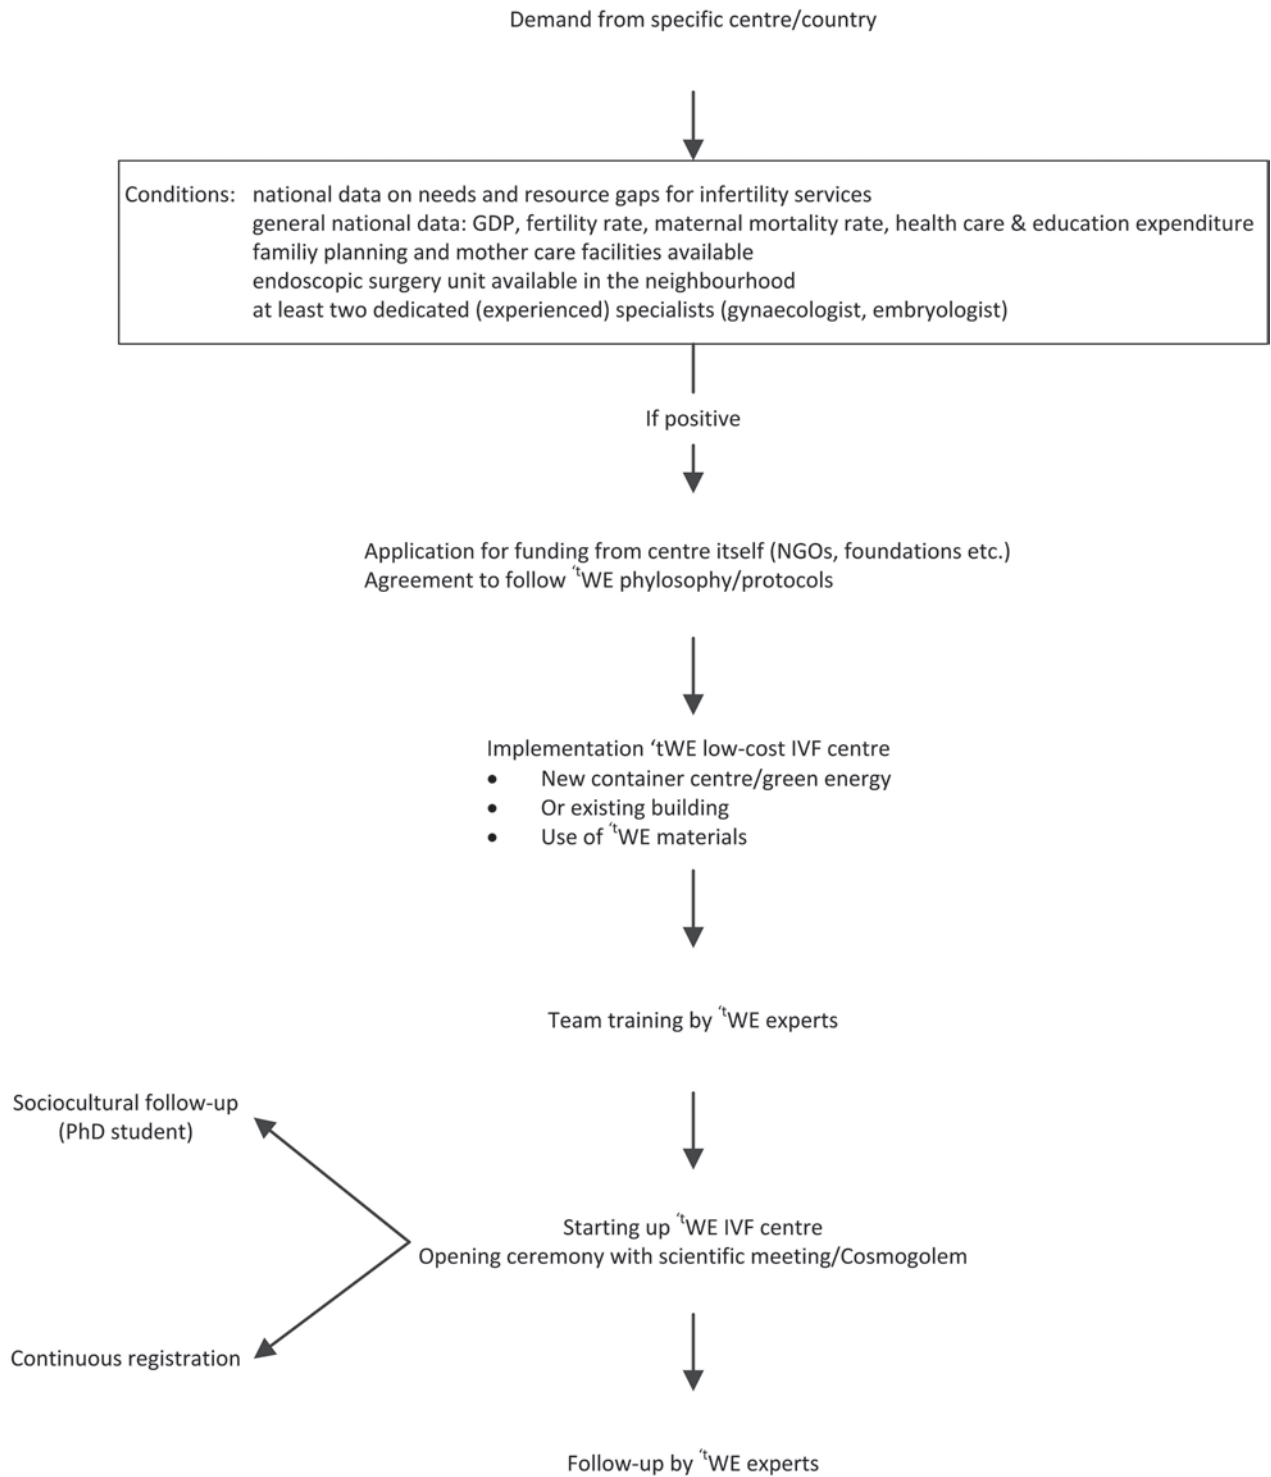 Demand from specific centre/country
Conditions: national data on needs and resource gaps for infertility services
general national data: GDP, fertility rate, maternal mortality rate, health care & education expenditure
familiy planning and mother care facilities available
endoscopic surgery unit available in the neighbourhood
at least two dedicated (experienced) specialists (gynaecologist, embryologist)
If positive
Application for funding from centre itself (NGOs, foundations etc.)
Agreement to follow ‘tWE phylosophy/protocols
Implementation ‘tWE low-cost IVF centre
• New container centre/green energy
• Or existing building
• Use of ‘tWE materials
Team training by ‘tWE experts
Sociocultural follow-up
(PhD student)
Starting up ‘tWE IVF centre
Opening ceremony with scientific meeting/Cosmogolem
Continuous registration
Follow-up by ‘tWE experts